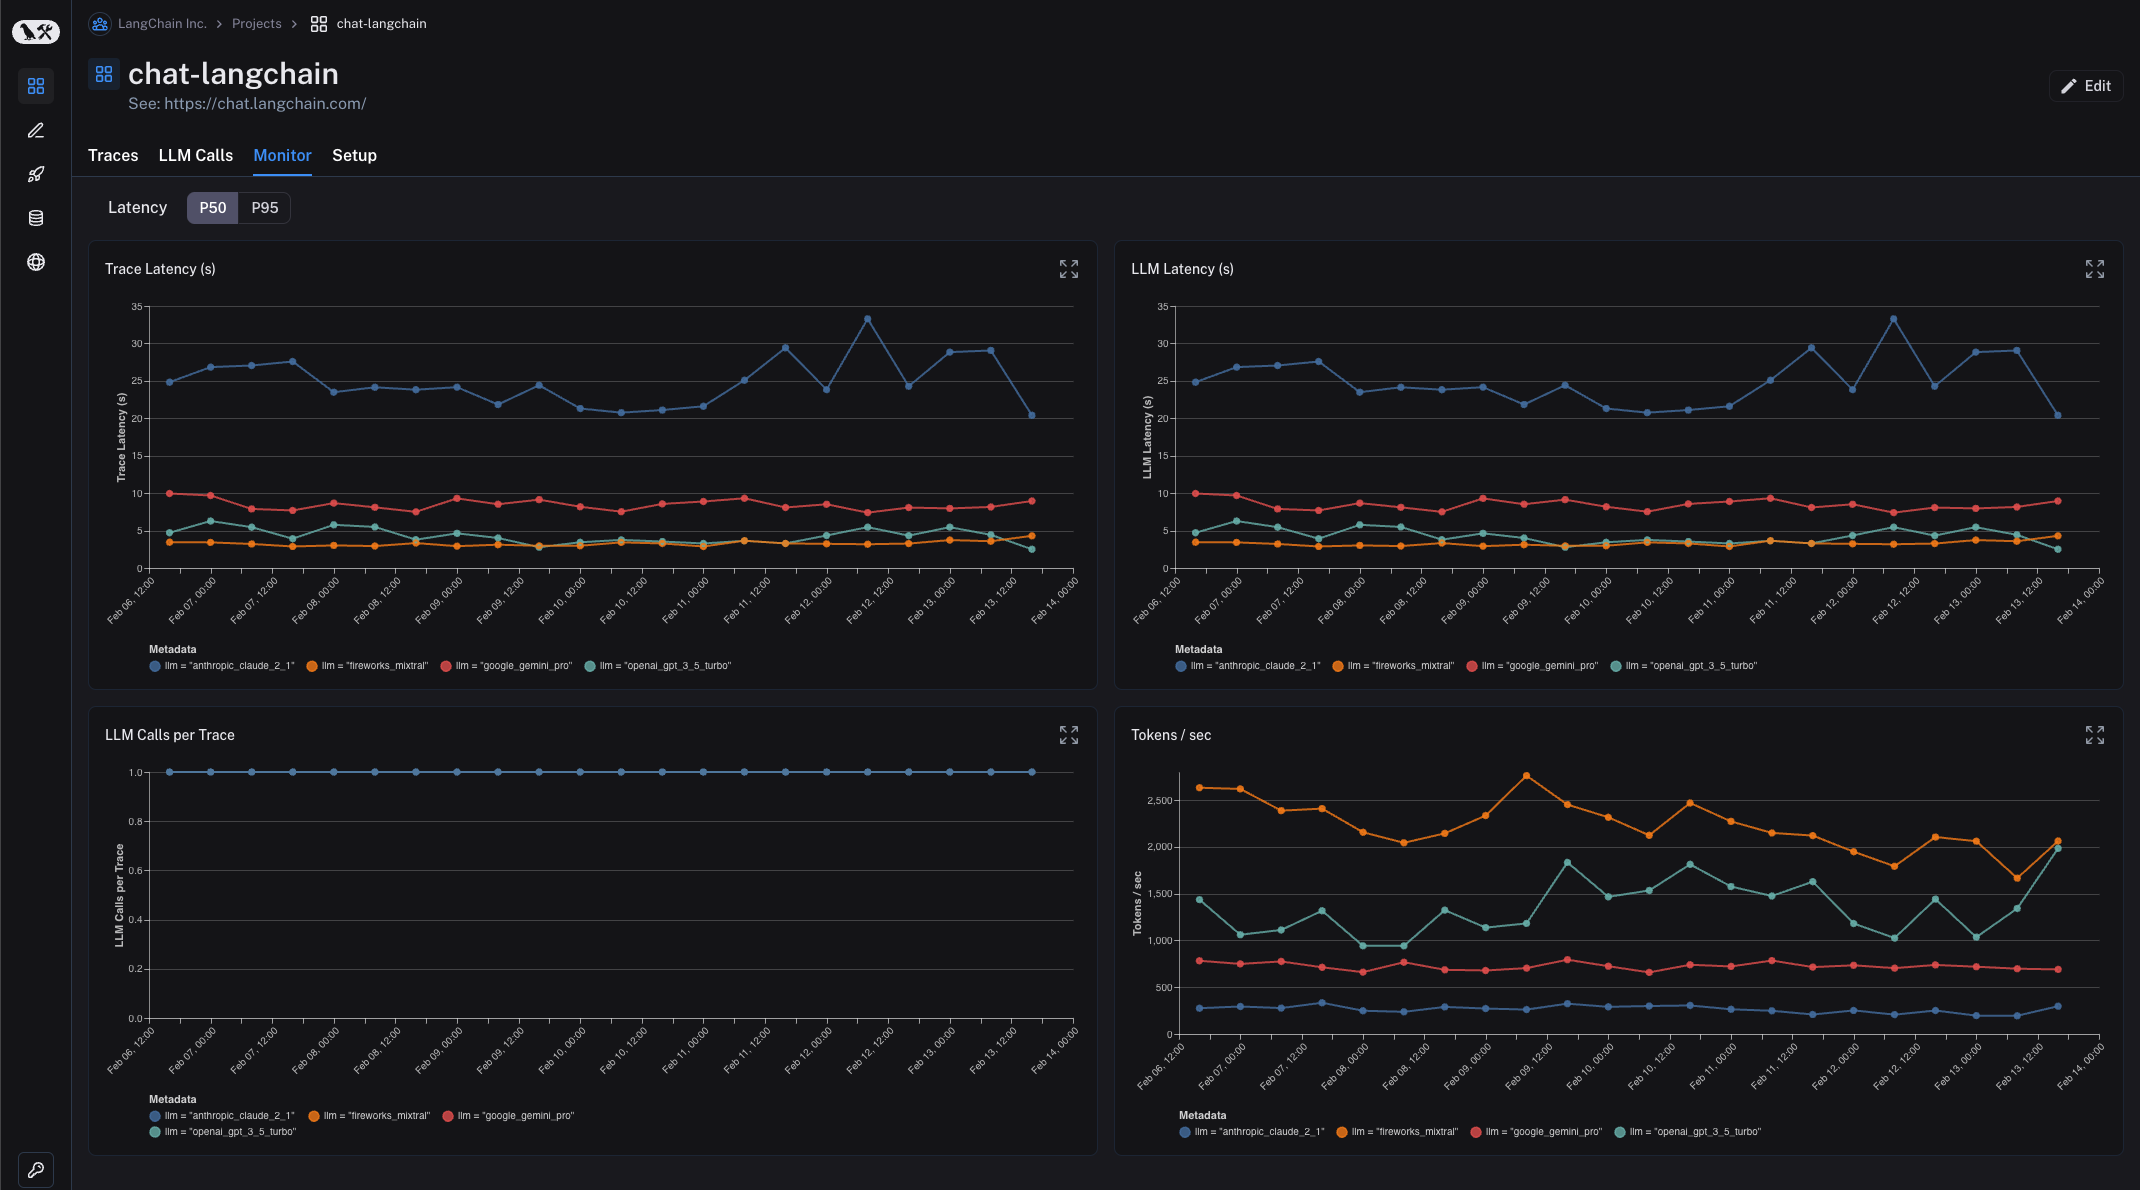 LangChain Inc. > Projects > chat-langchain
chat-langchain
See: https://chat.langchain.com/
Edit
Traces LLM Calls Monitor Setup
Latency P50 P95
Trace Latency (s)
35
30
25
20
15
10
5
0
Trace Latency (s)
Feb 06, 12:00 Feb 07, 00:00 Feb 07, 12:00 Feb 08, 00:00 Feb 08, 12:00 Feb 09, 00:00 Feb 09, 12:00 Feb 10, 00:00 Feb 10, 12:00 Feb 11, 00:00 Feb 11, 12:00 Feb 12, 00:00 Feb 12, 12:00 Feb 13, 00:00 Feb 13, 12:00 Feb 14, 00:00
Metadata
llm = "anthropic_claude_2_1" llm = "fireworks_mixtral" llm = "google_gemini_pro" llm = "openai_gpt_3_5_turbo"
LLM Latency (s)
35
30
25
20
15
10
5
0
LLM Latency (s)
Feb 06, 12:00 Feb 07, 00:00 Feb 07, 12:00 Feb 08, 00:00 Feb 08, 12:00 Feb 09, 00:00 Feb 09, 12:00 Feb 10, 00:00 Feb 10, 12:00 Feb 11, 00:00 Feb 11, 12:00 Feb 12, 00:00 Feb 12, 12:00 Feb 13, 00:00 Feb 13, 12:00 Feb 14, 00:00
Metadata
llm = "anthropic_claude_2_1" llm = "fireworks_mixtral" llm = "google_gemini_pro" llm = "openai_gpt_3_5_turbo"
LLM Calls per Trace
1.0
0.8
0.6
0.4
0.2
0.0
LLM Calls per Trace
Feb 06, 12:00 Feb 07, 00:00 Feb 07, 12:00 Feb 08, 00:00 Feb 08, 12:00 Feb 09, 00:00 Feb 09, 12:00 Feb 10, 00:00 Feb 10, 12:00 Feb 11, 00:00 Feb 11, 12:00 Feb 12, 00:00 Feb 12, 12:00 Feb 13, 00:00 Feb 13, 12:00 Feb 14, 00:00
Metadata
llm = "anthropic_claude_2_1" llm = "fireworks_mixtral" llm = "google_gemini_pro"
llm = "openai_gpt_3_5_turbo"
Tokens / sec
2,500
2,000
1,500
1,000
500
0
Tokens / sec
Feb 06, 12:00 Feb 07, 00:00 Feb 07, 12:00 Feb 08, 00:00 Feb 08, 12:00 Feb 09, 00:00 Feb 09, 12:00 Feb 10, 00:00 Feb 10, 12:00 Feb 11, 00:00 Feb 11, 12:00 Feb 12, 00:00 Feb 12, 12:00 Feb 13, 00:00 Feb 13, 12:00 Feb 14, 00:00
Metadata
llm = "anthropic_claude_2_1" llm = "fireworks_mixtral" llm = "google_gemini_pro" llm = "openai_gpt_3_5_turbo"